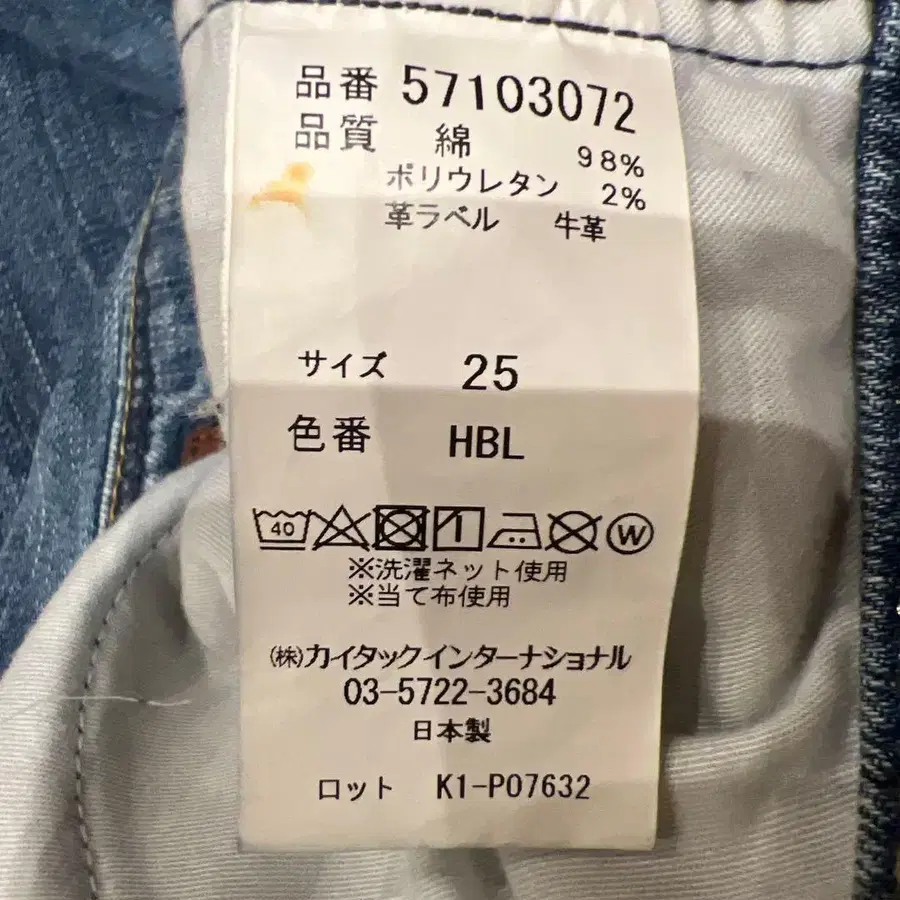 品番 57103072
品質 綿 98%
ポリウレタン 2%
革ラベル 牛革
サイズ 25
色番 HBL
40 W
※洗濯ネット使用
※当て布使用
(株)カイタックインターナショナル
03-5722-3684
日本製
ロット K1-P07632